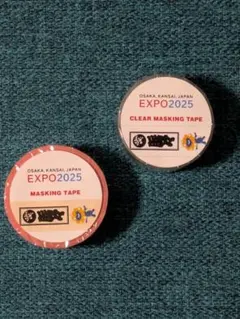 OSAKA, KANSAI, JAPAN
EXPO2025
CLEAR MASKING TAPE
OSAKA, KANSAI, JAPAN
EXPO2025
MASKING TAPE